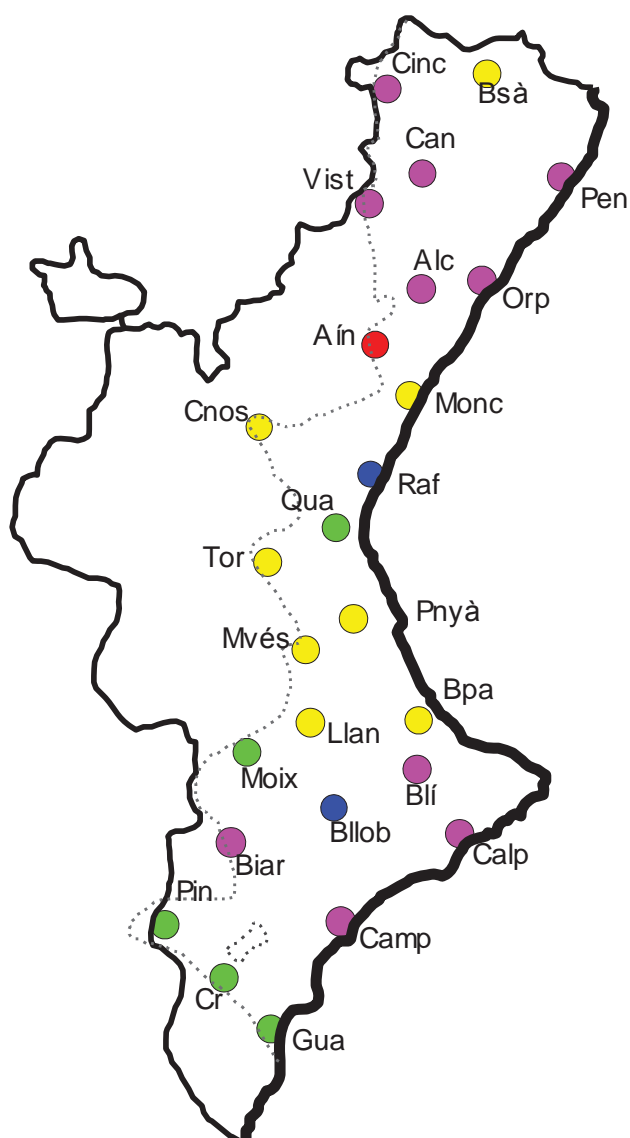 Cinc
Bsà
Can
Vist
Pen
Alc
Orp
Aín
Monc
Cnos
Raf
Qua
Tor
Pnyà
Mvés
Bpa
Llan
Moix
Blí
Bllob
Calp
Biar
Pin
Camp
Cr
Gua